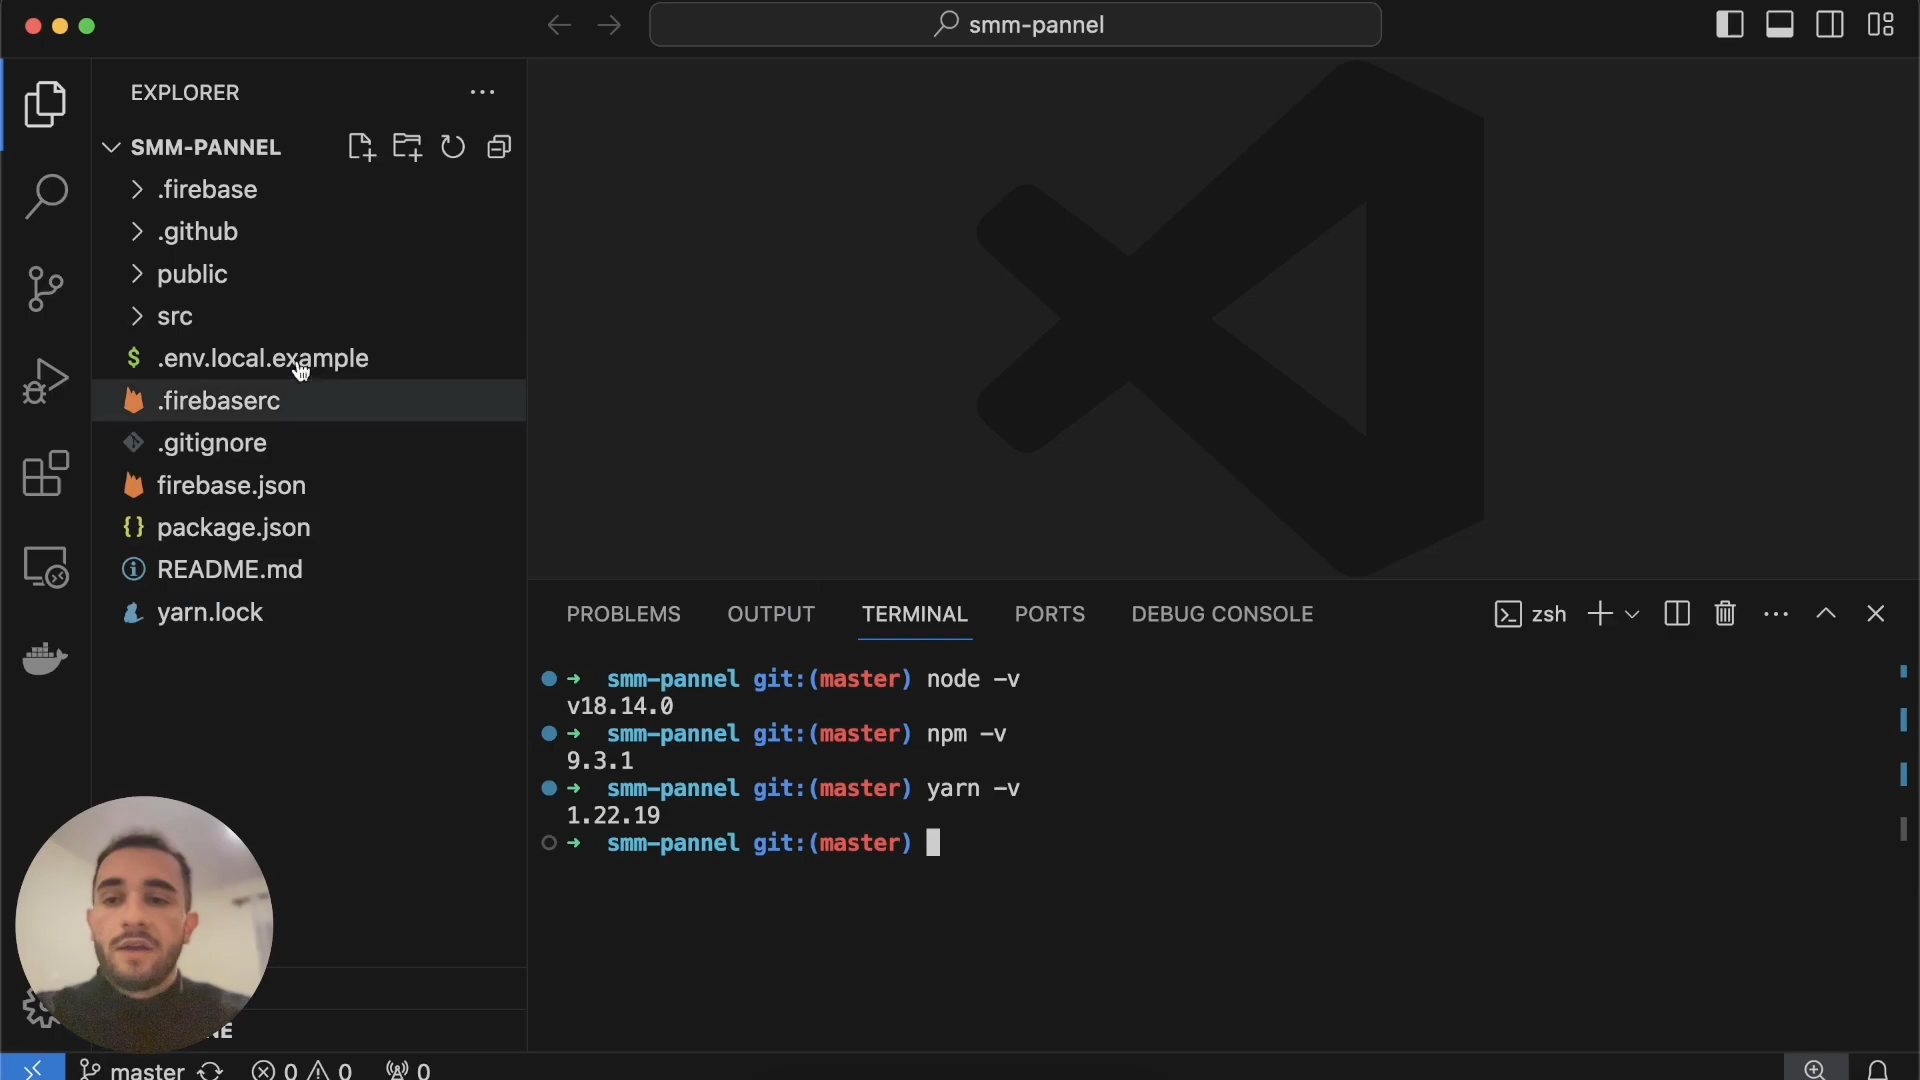 smm-pannel
EXPLORER
SMM-PANNEL
.firebase
.github
public
src
$ .env.local.example
.firebaserc
.gitignore
firebase.json
{} package.json
README.md
yarn.lock
PROBLEMS OUTPUT TERMINAL PORTS DEBUG CONSOLE zsh
➜ smm-pannel git:(master) node -v
v18.14.0
➜ smm-pannel git:(master) npm -v
9.3.1
➜ smm-pannel git:(master) yarn -v
1.22.19
➜ smm-pannel git:(master)
master 0 0 0